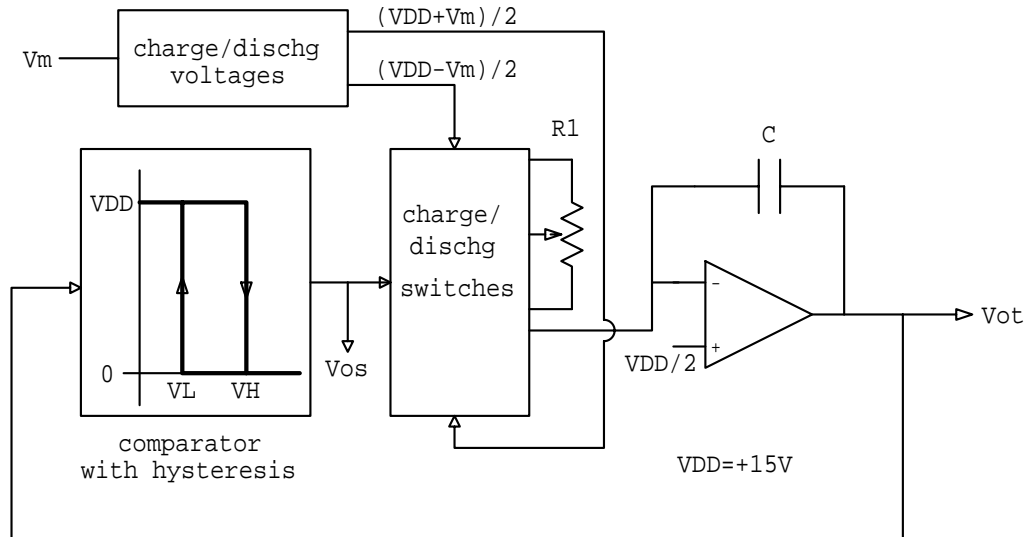 (VDD+Vm)/2
Vm
charge/dischg
voltages
(VDD-Vm)/2
R1
C
VDD
charge/
dischg
switches
-
+
VDD/2
Vot
0
VL
VH
Vos
comparator
with hysteresis
VDD=+15V